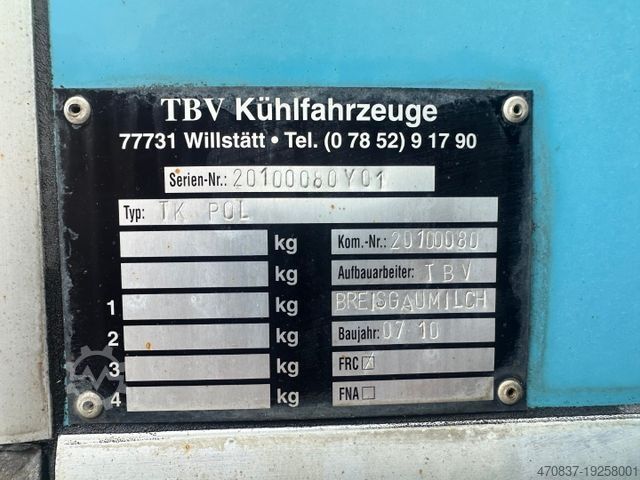 TBV Kühlfahrzeuge
77731 Willstätt • Tel. (0 78 52) 9 17 90
Serien-Nr.: 20100080Y01
Typ: TK POL
kg Kom.-Nr.: 20100080
kg Aufbauarbeiter: TBV
1 kg BREISGAUMILCH
2 kg Baujahr: 07 10
3 kg FRC
4 kg FNA
470837-19258001